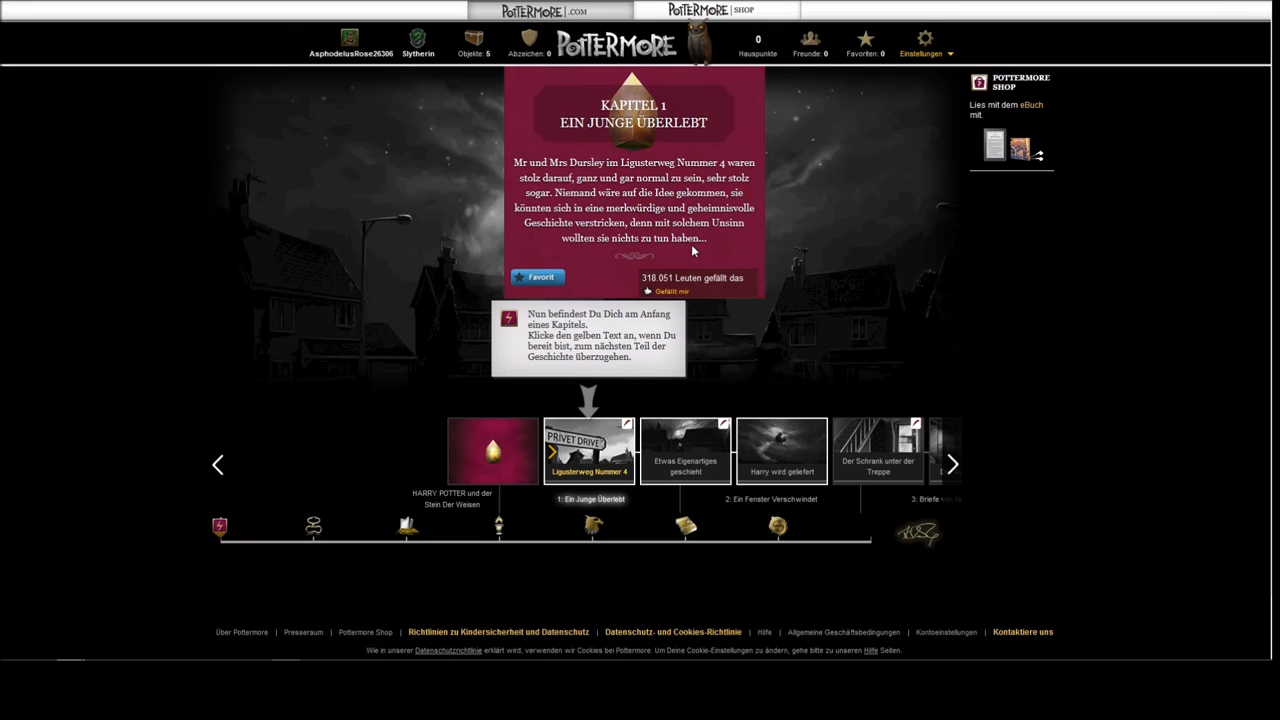 POTTERMORE .COM
POTTERMORE SHOP
AsphodelusRose26306
Slytherin
Objekte: 5
Abzeichen: 0
POTTERMORE
0
Hauspunkte
Freunde: 0
Favoriten: 0
Einstellungen
POTTERMORE
SHOP
Lies mit dem eBuch
mit.
KAPITEL 1
EIN JUNGE ÜBERLEBT
Mr und Mrs Dursley im Ligusterweg Nummer 4 waren
stolz darauf, ganz und gar normal zu sein, sehr stolz
sogar. Niemand wäre auf die Idee gekommen, sie
könnten sich in eine merkwürdige und geheimnisvolle
Geschichte verstricken, denn mit solchem Unsinn
wollten sie nichts zu tun haben...
Favorit
318.051 Leuten gefällt das
Gefällt mir
Nun befindest Du Dich am Anfang
eines Kapitels.
Klicke den gelben Text an, wenn Du
bereit bist, zum nächsten Teil der
Geschichte überzugehen.
PRIVET DRIVE
Ligusterweg Nummer 4
Etwas Eigenartiges
geschieht
Harry wird geliefert
Der Schrank unter der
Treppe
HARRY POTTER und der
Stein Der Weisen
1: Ein Junge Überlebt
2: Ein Fenster Verschwindet
3: Briefe
Über Pottermore | Presseraum | Pottermore Shop | Richtlinien zu Kindersicherheit und Datenschutz | Datenschutz- und Cookies-Richtlinie | Hilfe | Allgemeine Geschäftsbedingungen | Kontoeinstellungen | Kontaktiere uns
Wie in unserer Datenschutzrichtlinie erklärt wird, verwenden wir Cookies bei Pottermore. Um Deine Cookie-Einstellungen zu ändern, gehe bitte zu unseren Hilfe Seiten.